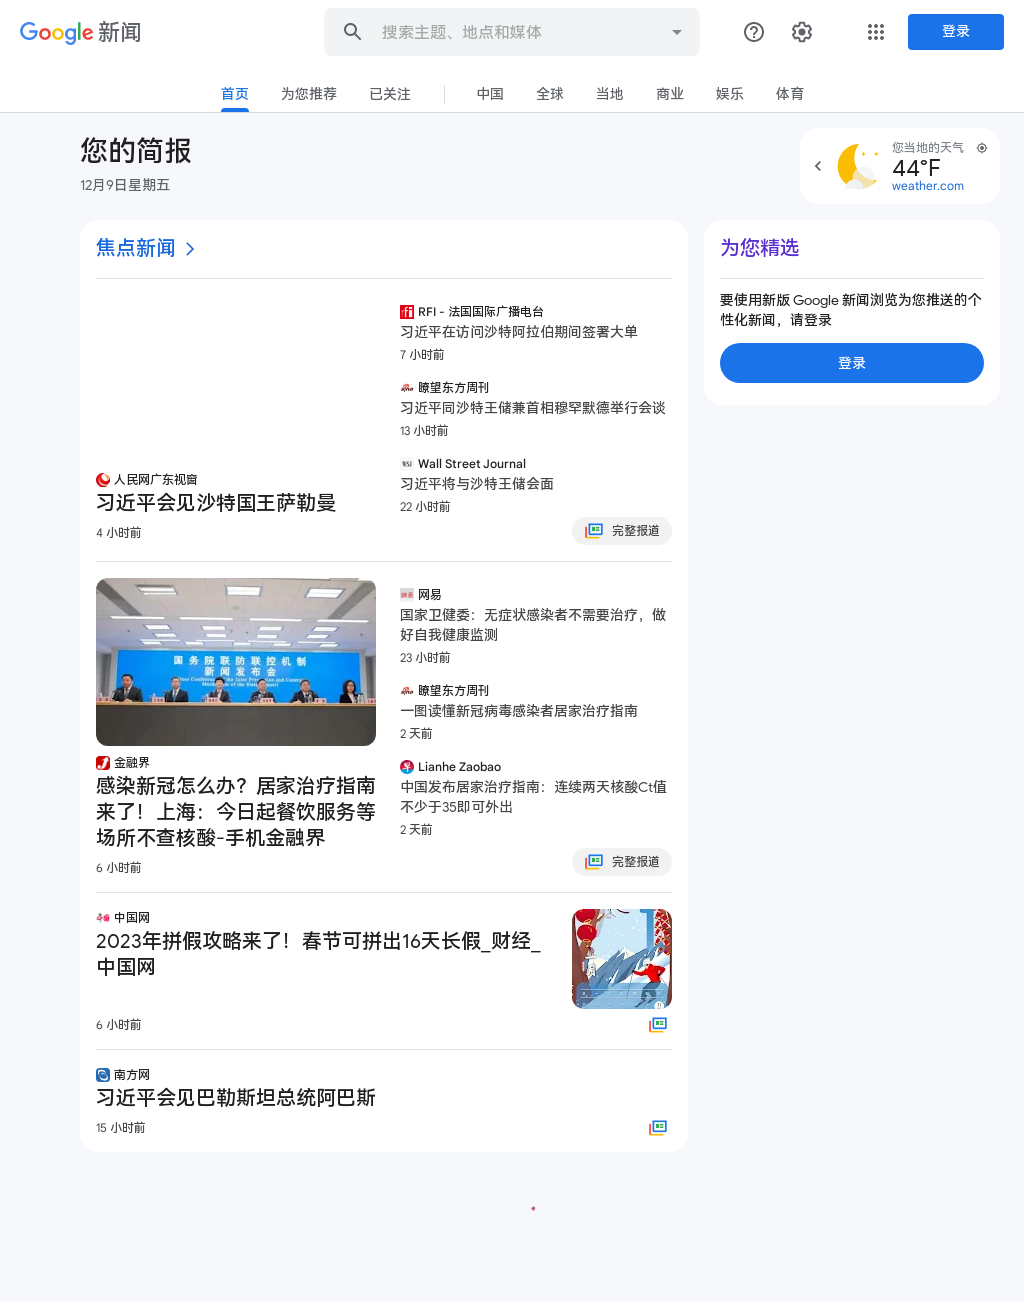 Google 新闻
搜索主题、地点和媒体
登录
首页
为您推荐
已关注
中国
全球
当地
商业
娱乐
体育
您的简报
12月9日星期五
您当地的天气
44°F
weather.com
焦点新闻
人民网广东视窗
习近平会见沙特国王萨勒曼
4 小时前
RFI - 法国国际广播电台
习近平在访问沙特阿拉伯期间签署大单
7 小时前
瞭望东方周刊
习近平同沙特王储兼首相穆罕默德举行会谈
13 小时前
Wall Street Journal
习近平将与沙特王储会面
22 小时前
完整报道
国务院联防联控机制
新闻发布会
金融界
感染新冠怎么办？居家治疗指南
来了！上海：今日起餐饮服务等
场所不查核酸-手机金融界
6 小时前
网易
国家卫健委：无症状感染者不需要治疗，做
好自我健康监测
23 小时前
瞭望东方周刊
一图读懂新冠病毒感染者居家治疗指南
2 天前
Lianhe Zaobao
中国发布居家治疗指南：连续两天核酸Ct值
不少于35即可外出
2 天前
完整报道
中国网
2023年拼假攻略来了！春节可拼出16天长假_财经_
中国网
6 小时前
南方网
习近平会见巴勒斯坦总统阿巴斯
15 小时前
为您精选
要使用新版 Google 新闻浏览为您推送的个
性化新闻，请登录
登录